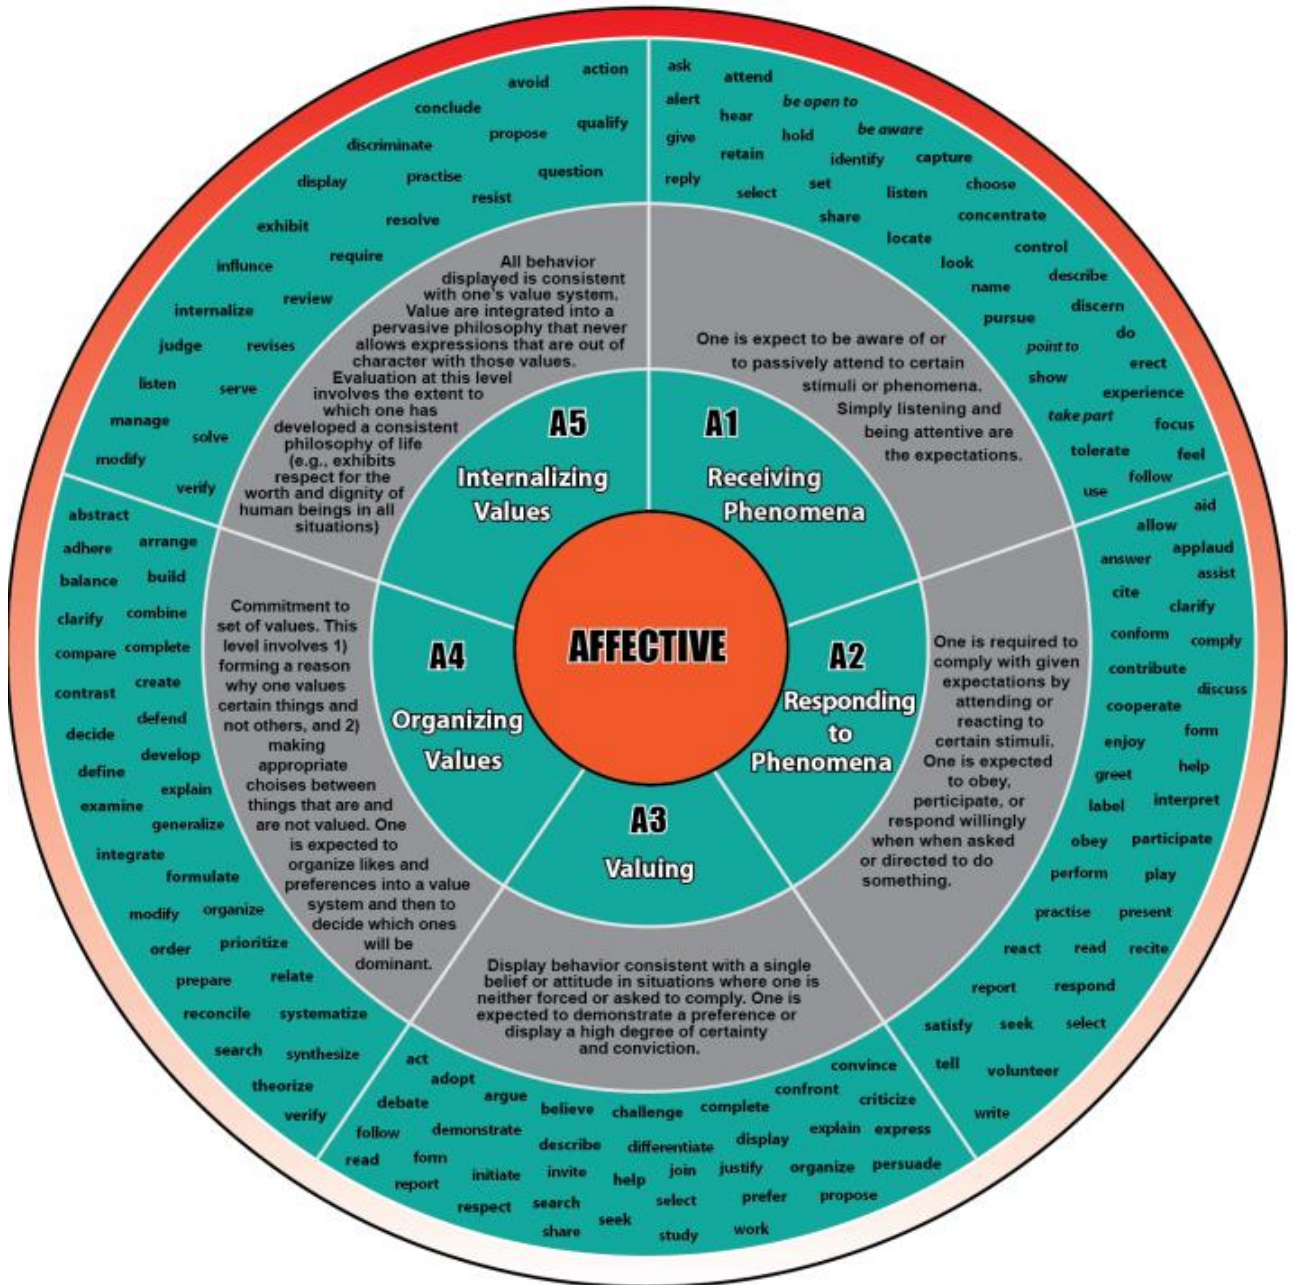 AFFECTIVE
A1
Receiving
Phenomena
One is expect to be aware of or
to passively attend to certain
stimuli or phenomena.
Simply listening and
being attentive are
the expectations.
ask
attend
alert
be open to
hear
be aware
give
hold
retain
identify
capture
reply
select
set
listen
choose
share
concentrate
locate
control
look
describe
name
discern
pursue
do
point to
erect
show
experience
take part
focus
tolerate
feel
follow
use
A2
Responding
to
Phenomena
One is required to
comply with given
expectations by
attending or
reacting to
certain stimuli.
One is expected
to obey,
perticipate, or
respond willingly
when when asked
or directed to do
something.
aid
allow
answer
applaud
assist
cite
clarify
conform
comply
contribute
discuss
cooperate
form
enjoy
help
greet
label
interpret
obey
participate
perform
play
practise
present
react
read
recite
report
respond
satisfy
seek
select
tell
volunteer
write
A3
Valuing
Display behavior consistent with a single
belief or attitude in situations where one is
neither forced or asked to comply. One is
expected to demonstrate a preference or
display a high degree of certainty
and conviction.
act
convince
adopt
confront
argue
criticize
debate
believe
challenge
complete
follow
demonstrate
explain
express
describe
differentiate
display
read
form
initiate
invite
help
join
justify
organize
persuade
report
respect
search
select
prefer
propose
share
seek
study
work
A4
Organizing
Values
Commitment to
set of values. This
level involves 1)
forming a reason
why one values
certain things and
not others, and 2)
making
appropriate
choises between
things that are and
are not valued. One
is expected to
organize likes and
preferences into a value
system and then to
decide which ones
will be
dominant.
abstract
adhere
arrange
balance
build
clarify
combine
compare
complete
contrast
create
decide
defend
define
develop
examine
explain
generalize
integrate
formulate
modify
organize
order
prioritize
prepare
relate
reconcile
systematize
search
synthesize
theorize
verify
A5
Internalizing
Values
All behavior
displayed is consistent
with one's value system.
Value are integrated into a
pervasive philosophy that never
allows expressions that are out of
character with those values.
Evaluation at this level
involves the extent to
which one has
developed a consistent
philosophy of life
(e.g., exhibits
respect for the
worth and dignity of
human beings in all
situations)
action
avoid
conclude
qualify
propose
discriminate
question
practise
display
resist
resolve
exhibit
require
influnce
review
internalize
judge
revises
listen
serve
manage
solve
modify
verify